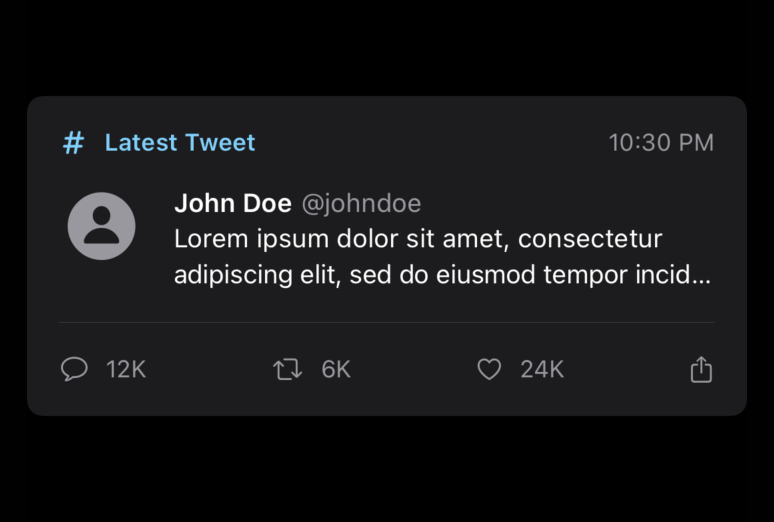 # Latest Tweet 10:30 PM
John Doe @johndoe
Lorem ipsum dolor sit amet, consectetur
adipiscing elit, sed do eiusmod tempor incid...
12K 6K 24K